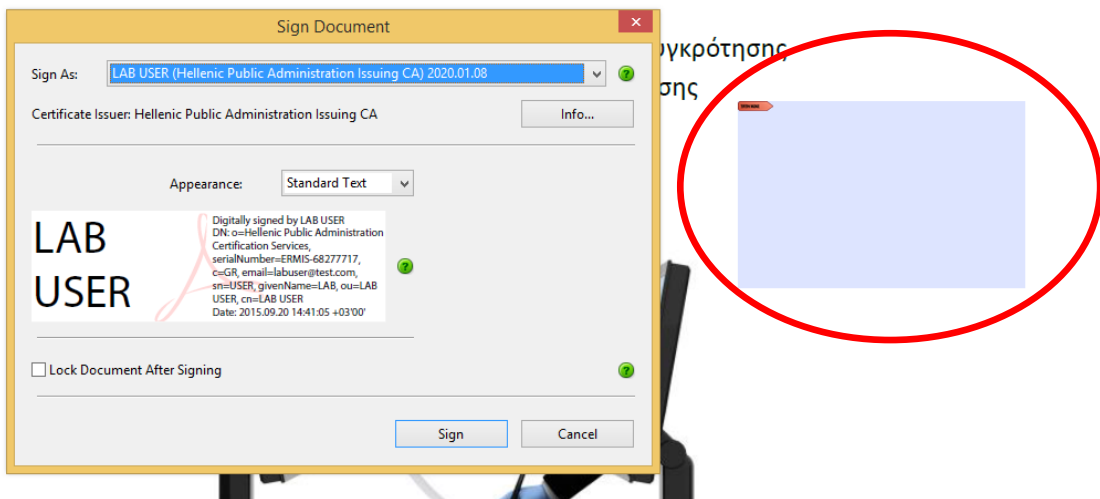 Sign Document
υγκρότησης
σης
Sign As:
LAB USER (Hellenic Public Administration Issuing CA) 2020.01.08
Certificate Issuer: Hellenic Public Administration Issuing CA
Info...
Appearance:
Standard Text
LAB
USER
Digitally signed by LAB USER
DN: o=Hellenic Public Administration
Certification Services,
serialNumber=ERMIS-68277717,
c=GR, email=labuser@test.com,
sn=USER, givenName=LAB, ou=LAB
USER, cn=LAB USER
Date: 2015.09.20 14:41:05 +03'00'
Lock Document After Signing
Sign
Cancel